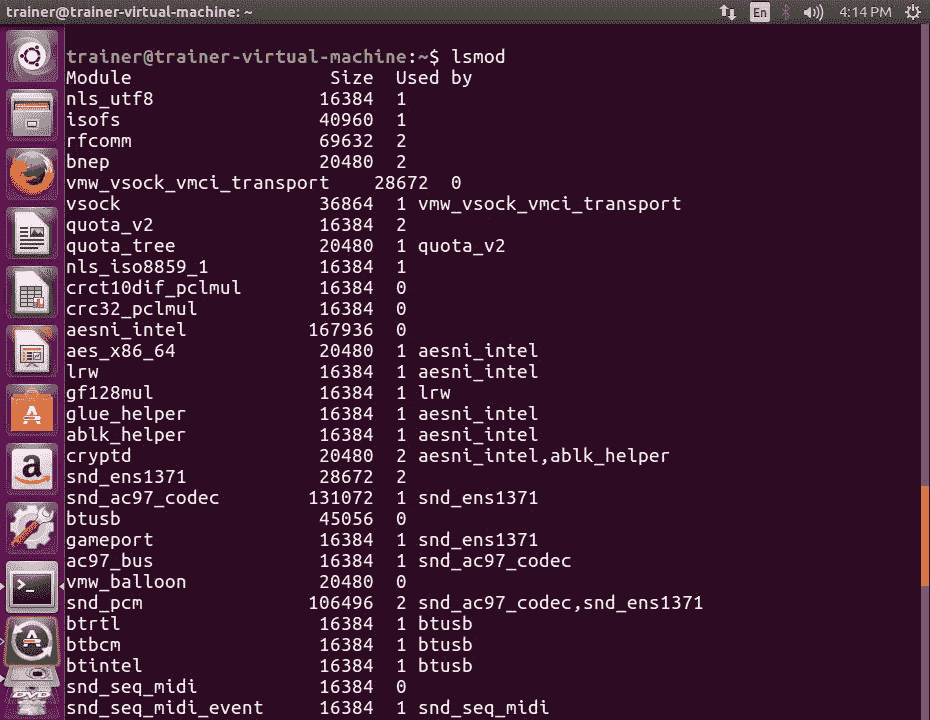 trainer@trainer-virtual-machine: ~ En 4:14 PM
trainer@trainer-virtual-machine:~$ lsmod
Module                  Size  Used by
nls_utf8               16384  1
isofs                  40960  1
rfcomm                 69632  2
bnep                   20480  2
vmw_vsock_vmci_transport    28672  0
vsock                  36864  1 vmw_vsock_vmci_transport
quota_v2               16384  2
quota_tree             20480  1 quota_v2
nls_iso8859_1          16384  1
crct10dif_pclmul       16384  0
crc32_pclmul           16384  0
aesni_intel           167936  0
aes_x86_64             20480  1 aesni_intel
lrw                    16384  1 aesni_intel
gf128mul               16384  1 lrw
glue_helper            16384  1 aesni_intel
ablk_helper            16384  1 aesni_intel
cryptd                 20480  2 aesni_intel,ablk_helper
snd_ens1371            28672  2
snd_ac97_codec        131072  1 snd_ens1371
btusb                  45056  0
gameport               16384  1 snd_ens1371
ac97_bus               16384  1 snd_ac97_codec
vmw_balloon            20480  0
snd_pcm               106496  2 snd_ac97_codec,snd_ens1371
btrtl                  16384  1 btusb
btbcm                  16384  1 btusb
btintel                16384  1 btusb
snd_seq_midi           16384  0
snd_seq_midi_event     16384  1 snd_seq_midi
a
DVD